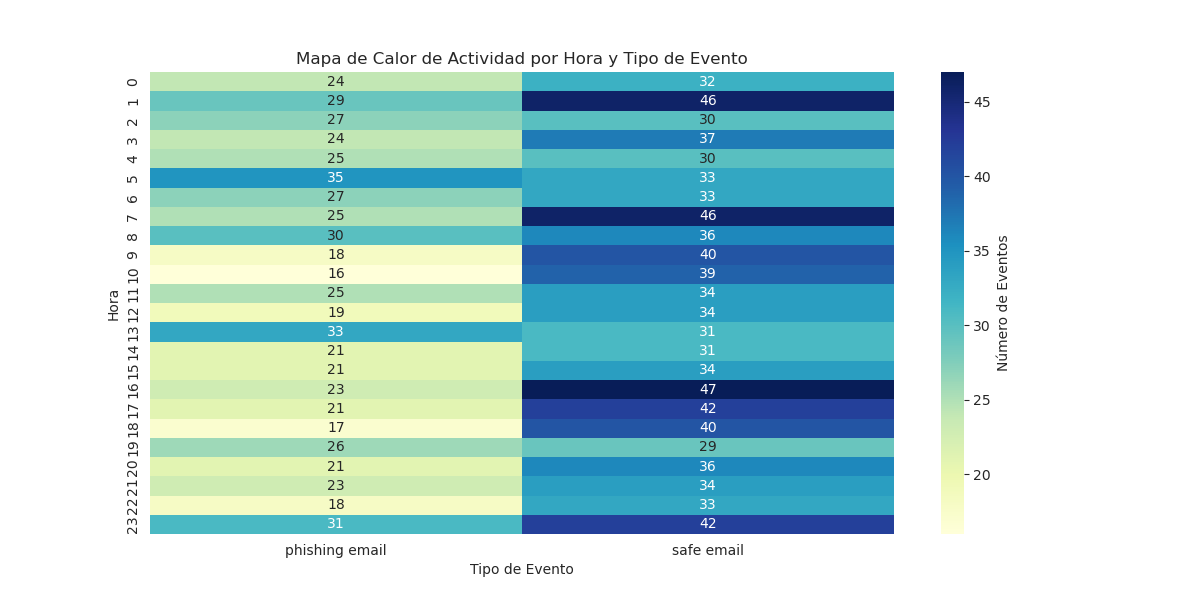 Mapa de Calor de Actividad por Hora y Tipo de Evento
0 24 32
1 29 46
2 27 30
3 24 37
4 25 30
5 35 33
6 27 33
7 25 46
8 30 36
9 18 40
10 16 39
11 25 34
12 19 34
13 33 31
14 21 31
15 21 34
16 23 47
17 21 42
18 17 40
19 26 29
20 21 36
21 23 34
22 18 33
23 31 42
Hora
phishing email safe email
Tipo de Evento
45
40
35
30
25
20
Número de Eventos